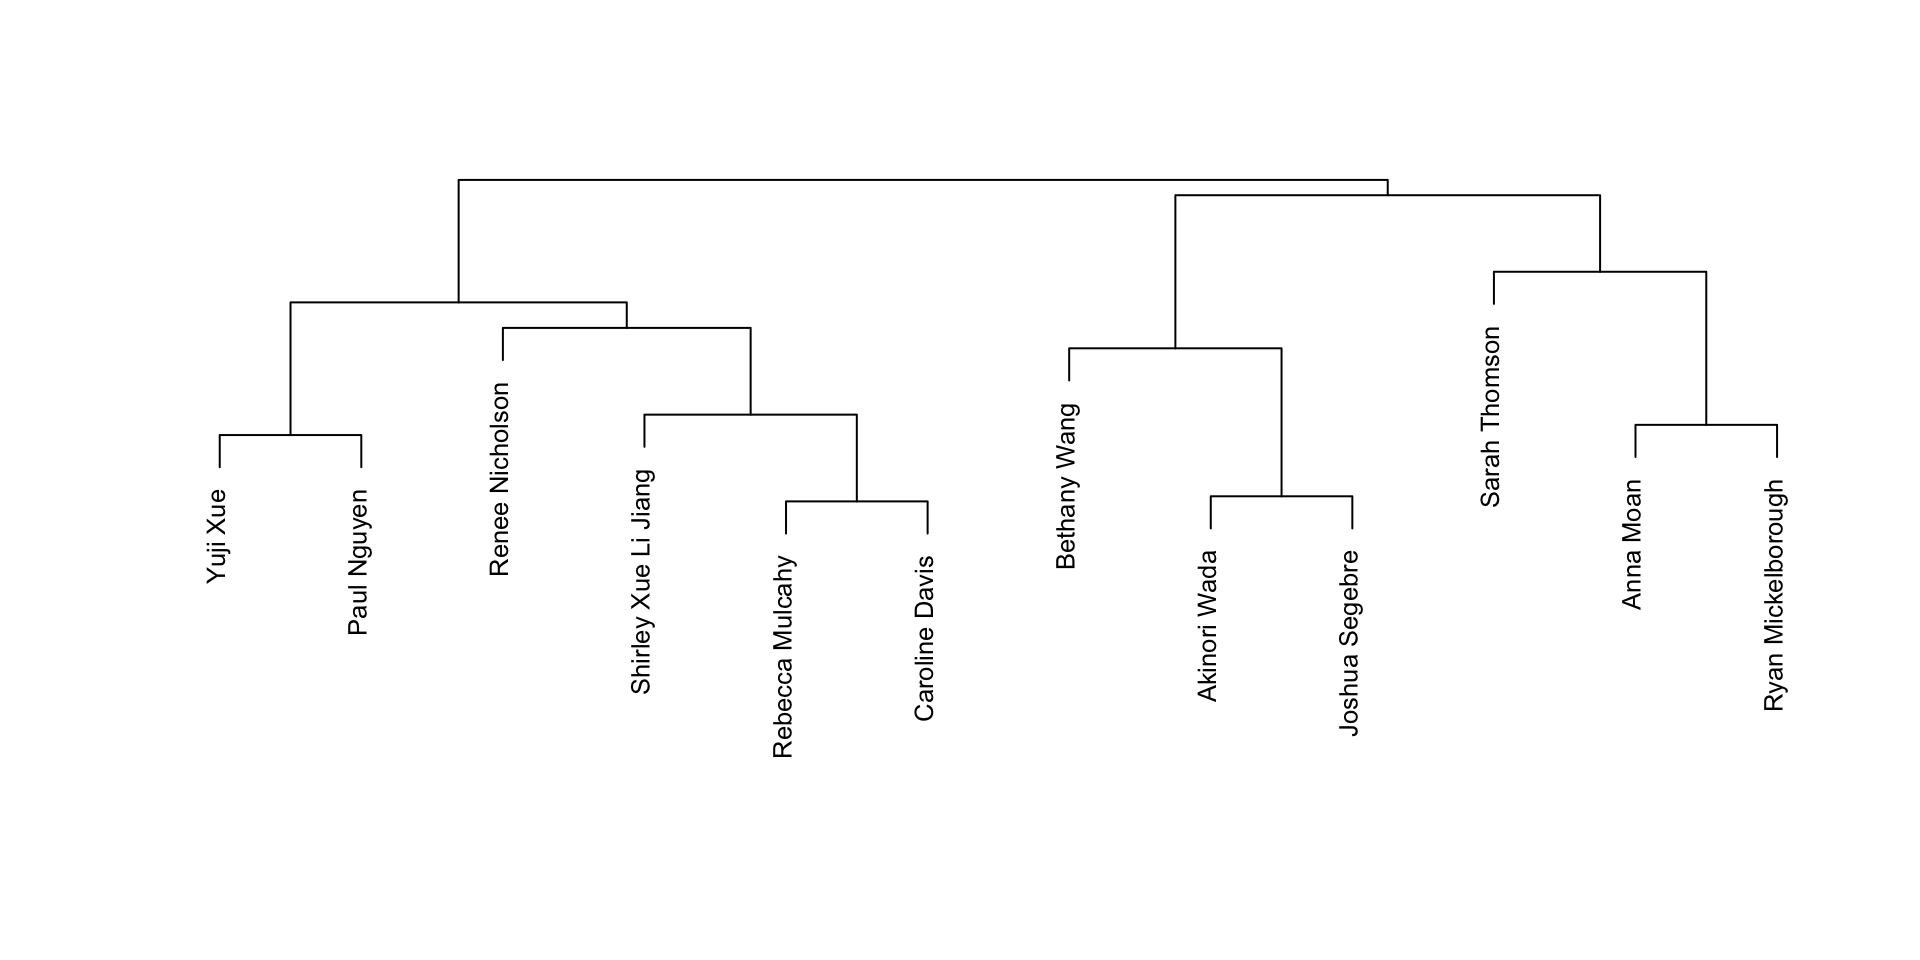 Yuji Xue
Paul Nguyen
Renee Nicholson
Shirley Xue Li Jiang
Rebecca Mulcahy
Caroline Davis
Bethany Wang
Akinori Wada
Joshua Segebre
Sarah Thomson
Anna Moan
Ryan Mickelborough